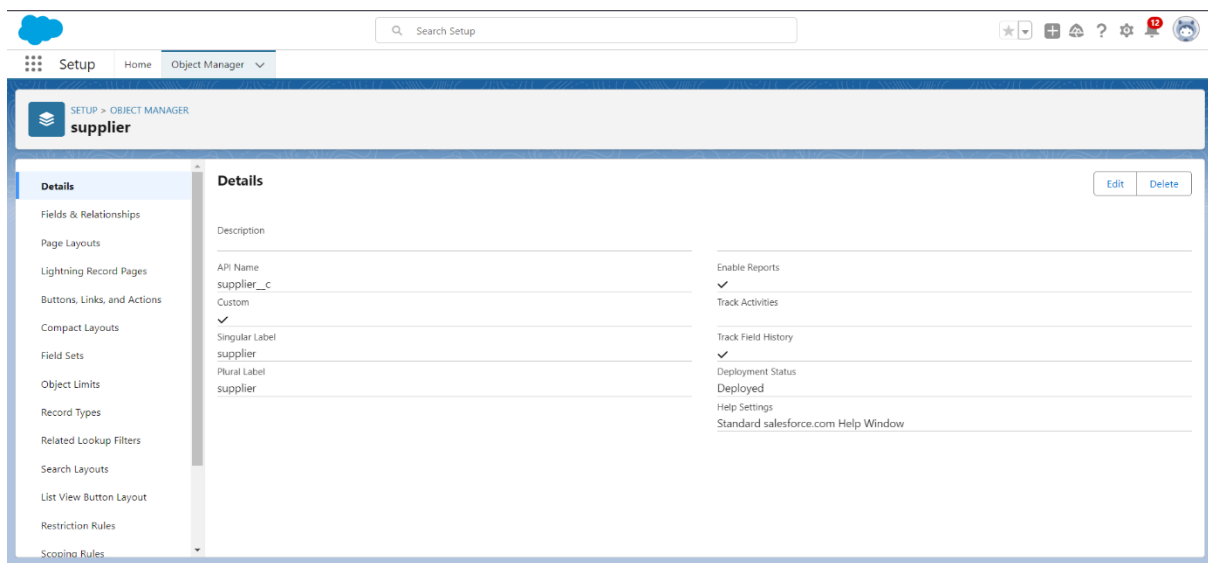 Search Setup
12
Setup Home Object Manager
SETUP > OBJECT MANAGER
supplier
Details
Fields & Relationships
Page Layouts
Lightning Record Pages
Buttons, Links, and Actions
Compact Layouts
Field Sets
Object Limits
Record Types
Related Lookup Filters
Search Layouts
List View Button Layout
Restriction Rules
Scoping Rules
Details
Edit Delete
Description
API Name
supplier__c
Custom
Singular Label
supplier
Plural Label
supplier
Enable Reports
Track Activities
Track Field History
Deployment Status
Deployed
Help Settings
Standard salesforce.com Help Window